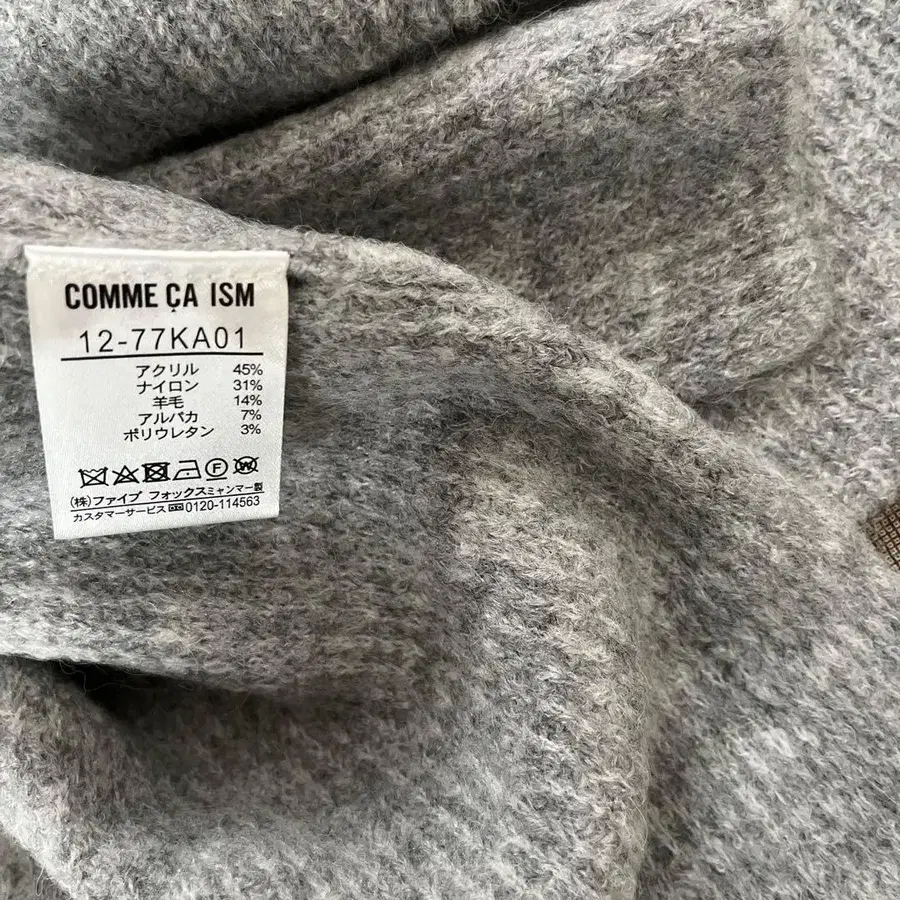 COMME ÇA ISM
12-77KA01
アクリル 45%
ナイロン 31%
羊毛 14%
アルパカ 7%
ポリウレタン 3%
F W
(株)ファイブ フォックスミャンマー製
カスタマーサービス 0120-114563